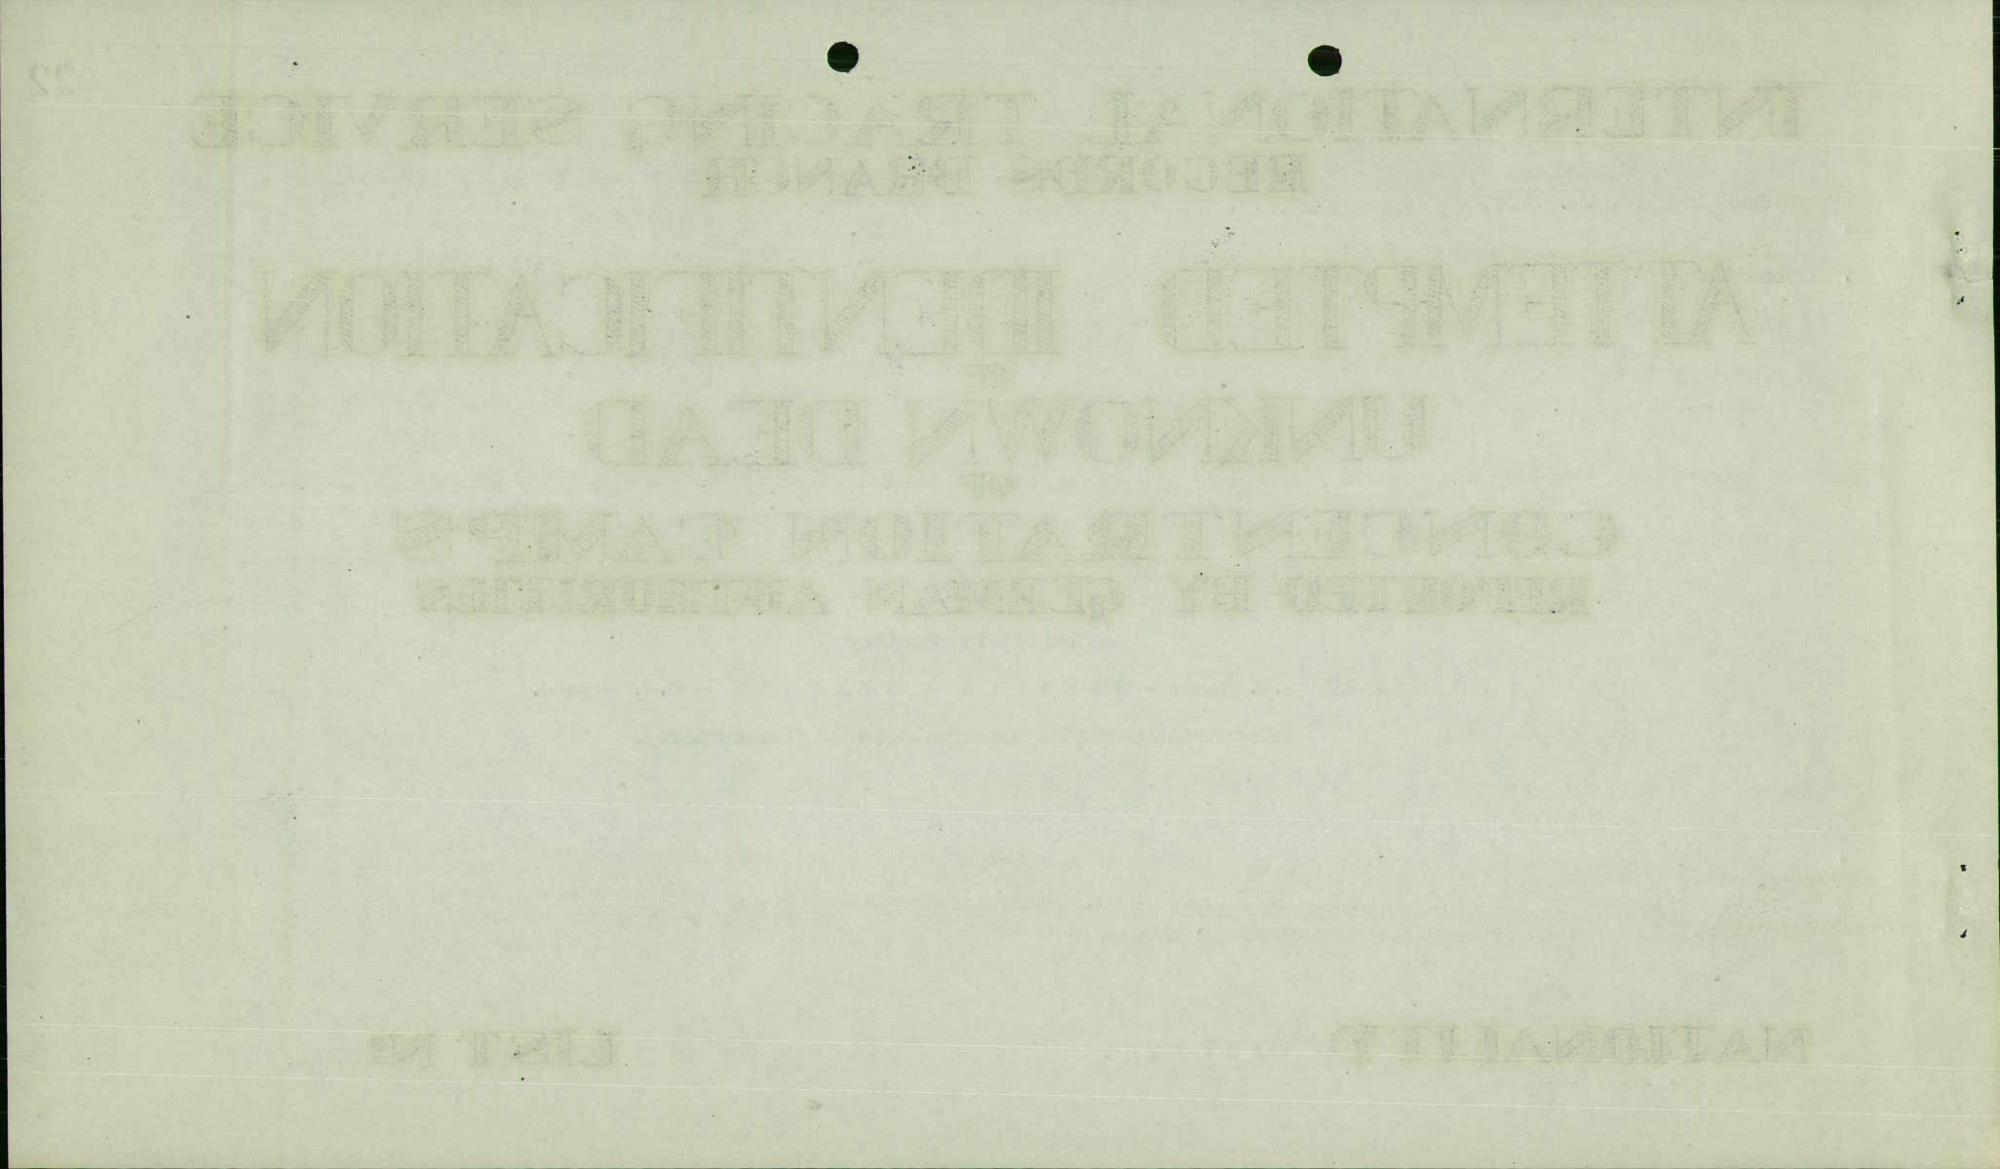 22
INTERNATIONAL TRACING SERVICE
RECORDS BRANCH
ATTEMPTED IDENTIFICATION
OF
UNKNOWN DEAD
OF
CONCENTRATION CAMPS
REPORTED BY GERMAN AUTHORITIES
NATIONALITY LIST Nº